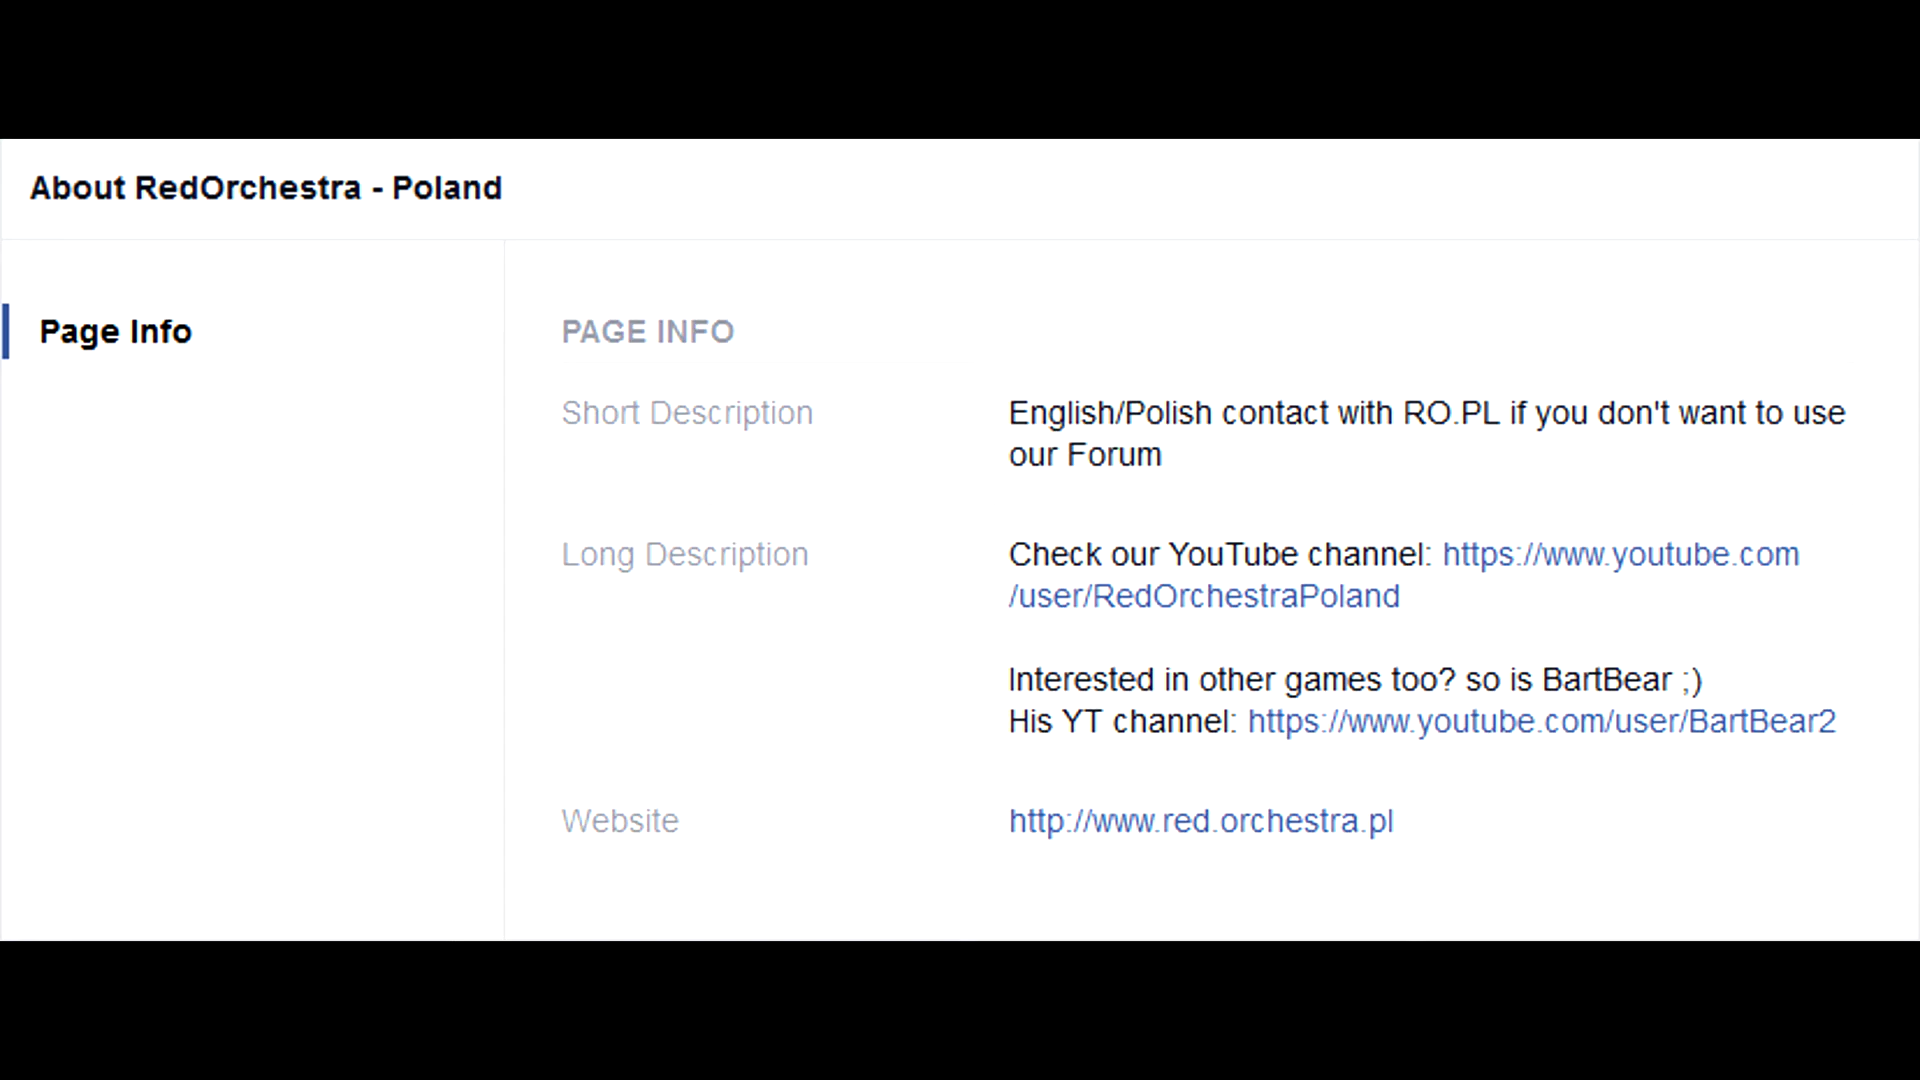 About RedOrchestra - Poland
Page Info
PAGE INFO
Short Description
English/Polish contact with RO.PL if you don't want to use
our Forum
Long Description
Check our YouTube channel: https://www.youtube.com
/user/RedOrchestraPoland
Interested in other games too? so is BartBear ;)
His YT channel: https://www.youtube.com/user/BartBear2
Website
http://www.red.orchestra.pl